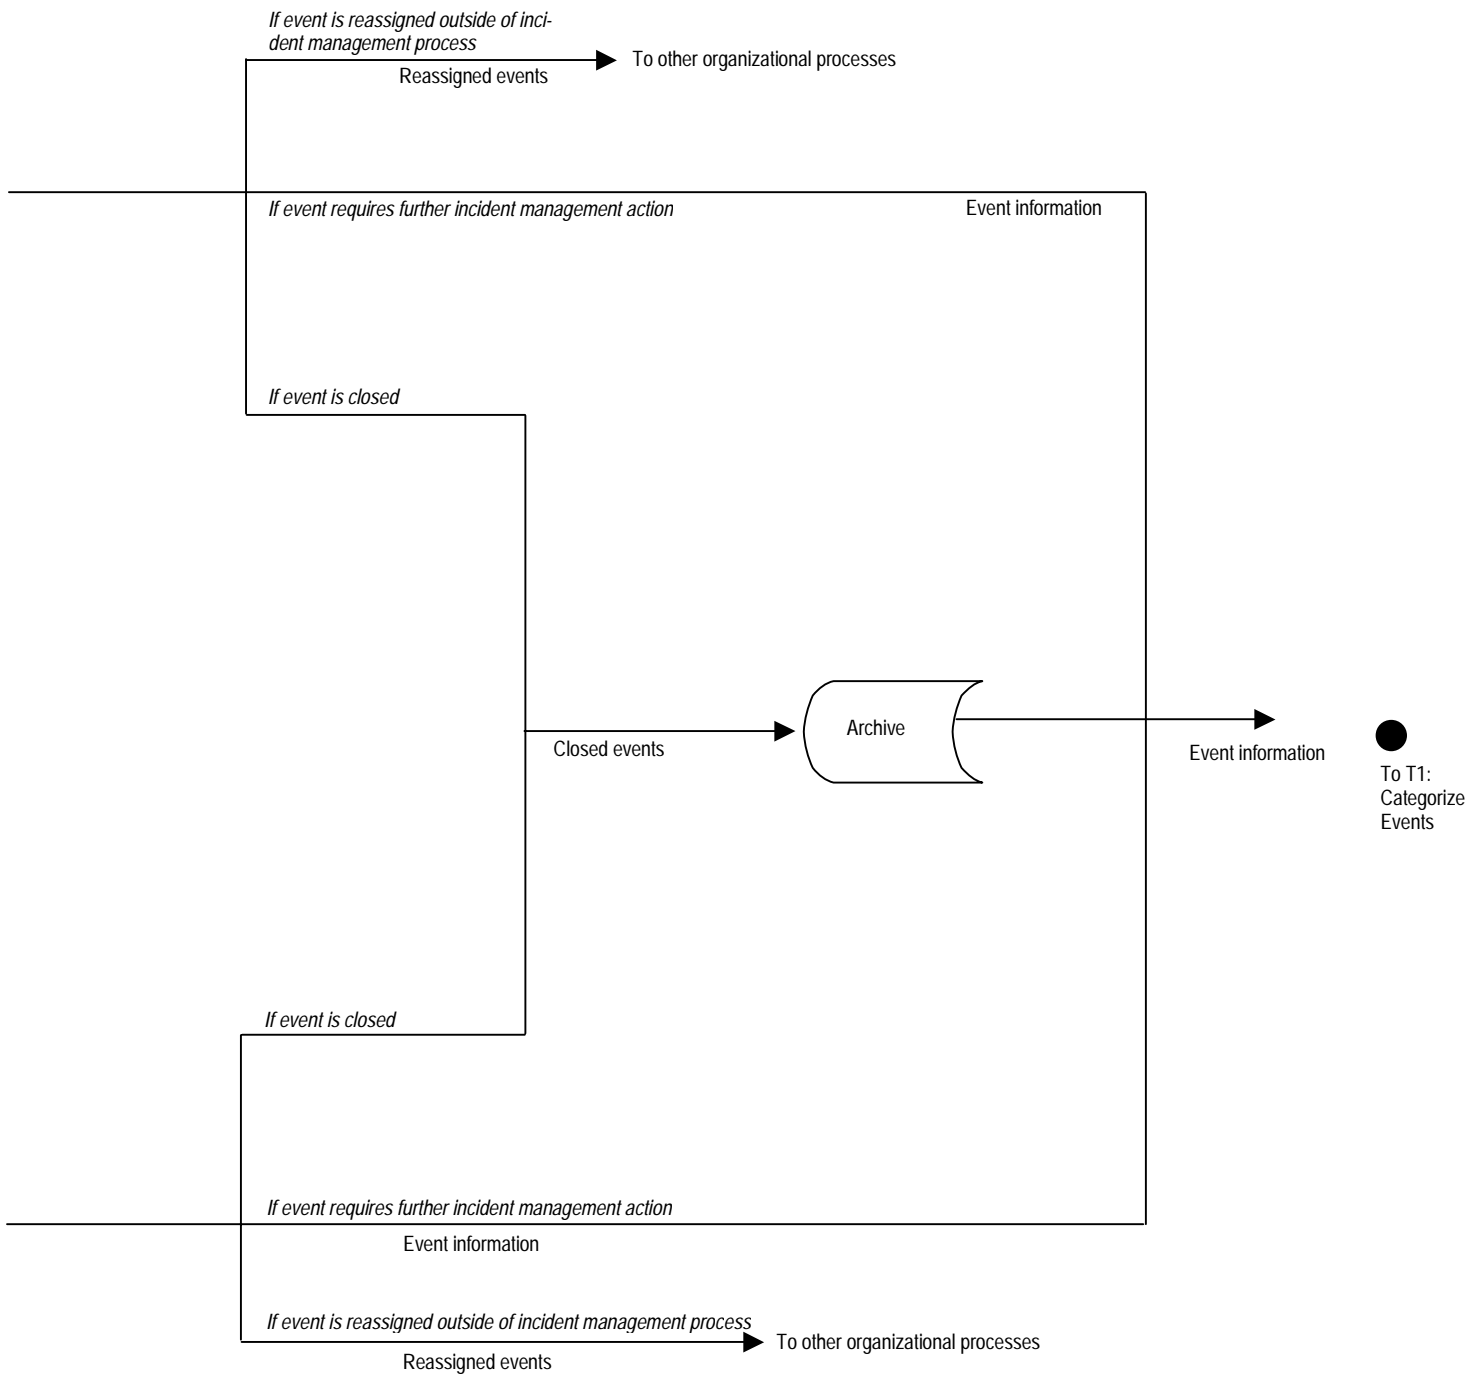 If event is reassigned outside of inci-
dent management process
To other organizational processes
Reassigned events
If event requires further incident management action
Event information
If event is closed
Archive
Closed events
Event information
To T1:
Categorize
Events
If event is closed
If event requires further incident management action
Event information
If event is reassigned outside of incident management process
To other organizational processes
Reassigned events